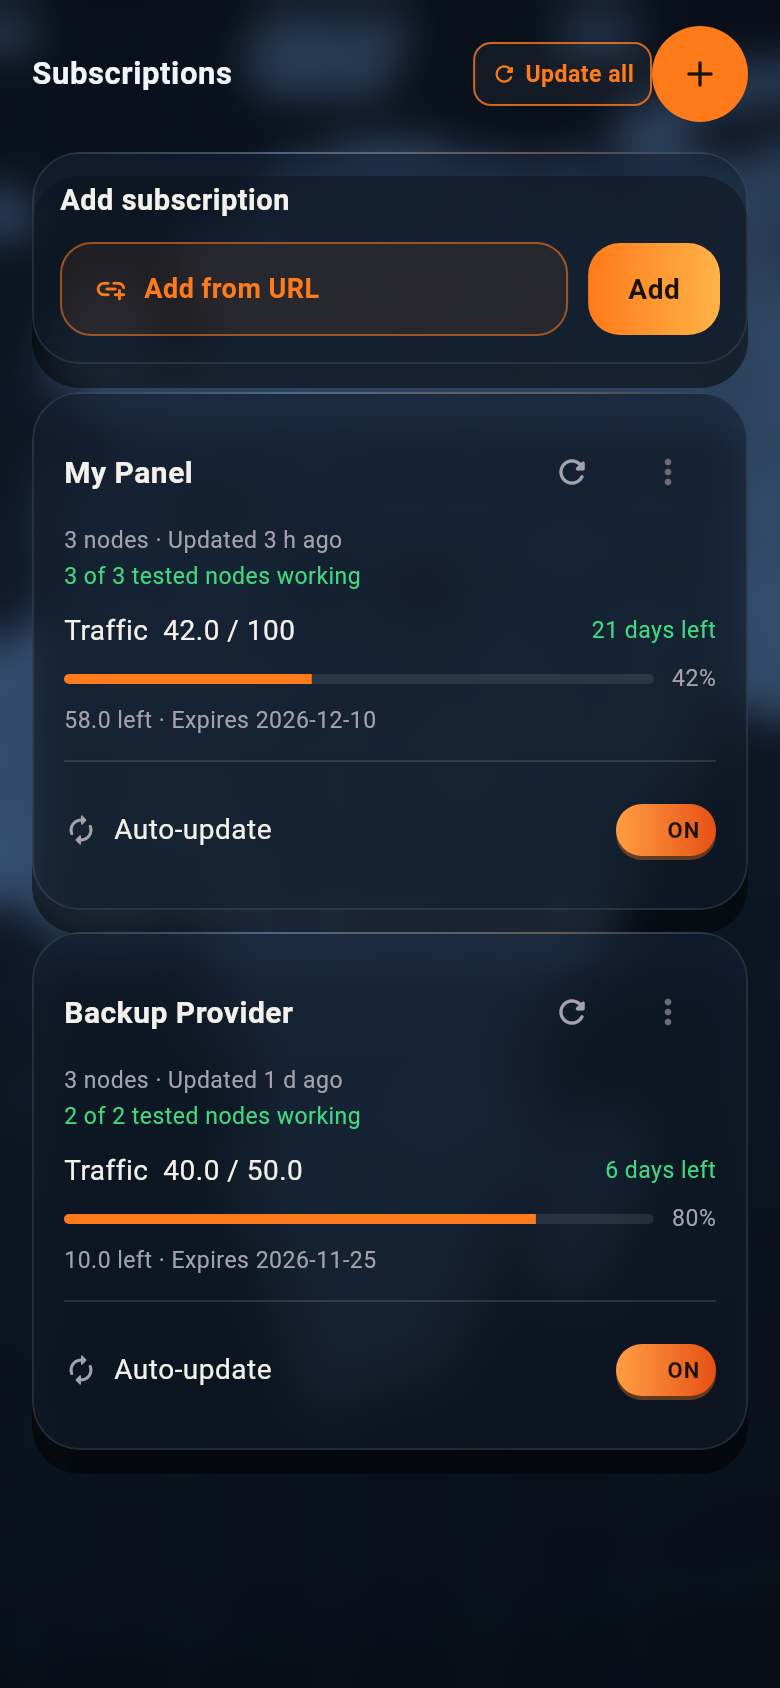 Subscriptions
Update all
Add subscription
Add from URL
Add
My Panel
3 nodes · Updated 3 h ago
3 of 3 tested nodes working
Traffic 42.0 / 100
21 days left
42%
58.0 left · Expires 2026-12-10
Auto-update
ON
Backup Provider
3 nodes · Updated 1 d ago
2 of 2 tested nodes working
Traffic 40.0 / 50.0
6 days left
80%
10.0 left · Expires 2026-11-25
Auto-update
ON